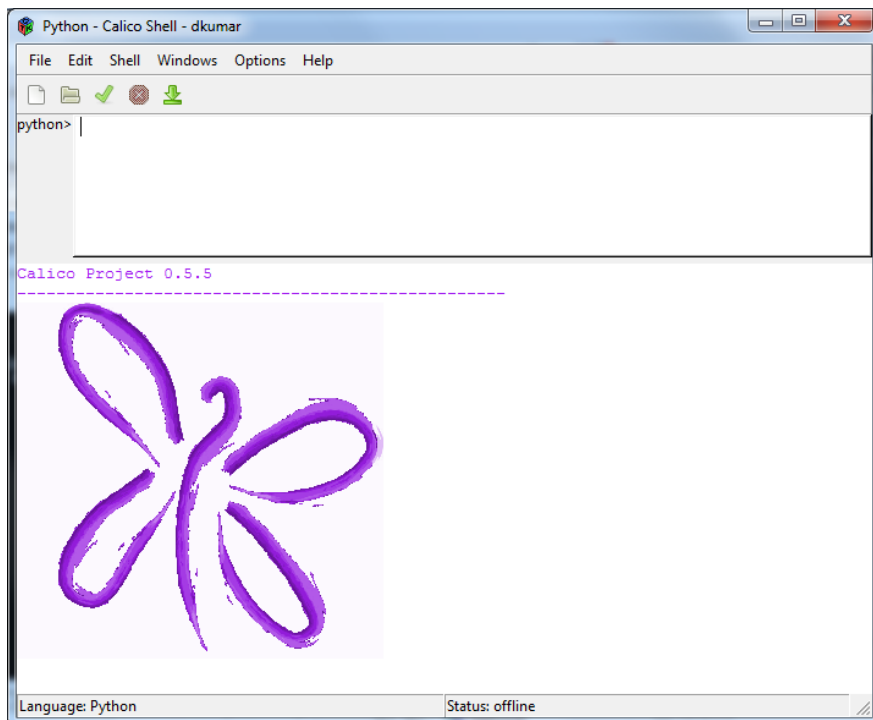 Python - Calico Shell - dkumar
File Edit Shell Windows Options Help
python>
Calico Project 0.5.5
-----------------------------------------------------
Language: Python Status: offline